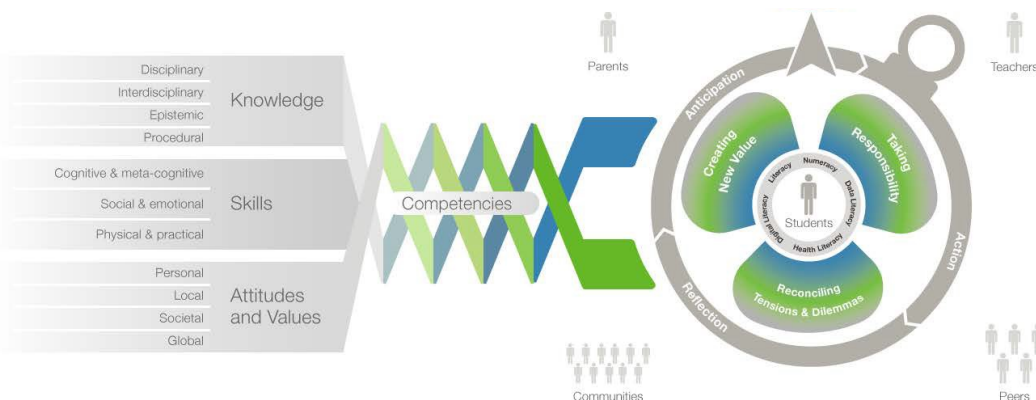 Disciplinary
Interdisciplinary
Epistemic
Procedural
Knowledge
Cognitive & meta-cognitive
Social & emotional
Physical & practical
Skills
Personal
Local
Societal
Global
Attitudes
and Values
Competencies
Parents
Teachers
Communities
Peers
Anticipation
Action
Reflection
Creating
New Value
Taking
Responsibility
Reconciling
Tensions & Dilemmas
Literacy
Numeracy
Data Literacy
Health Literacy
Digital Literacy
Students